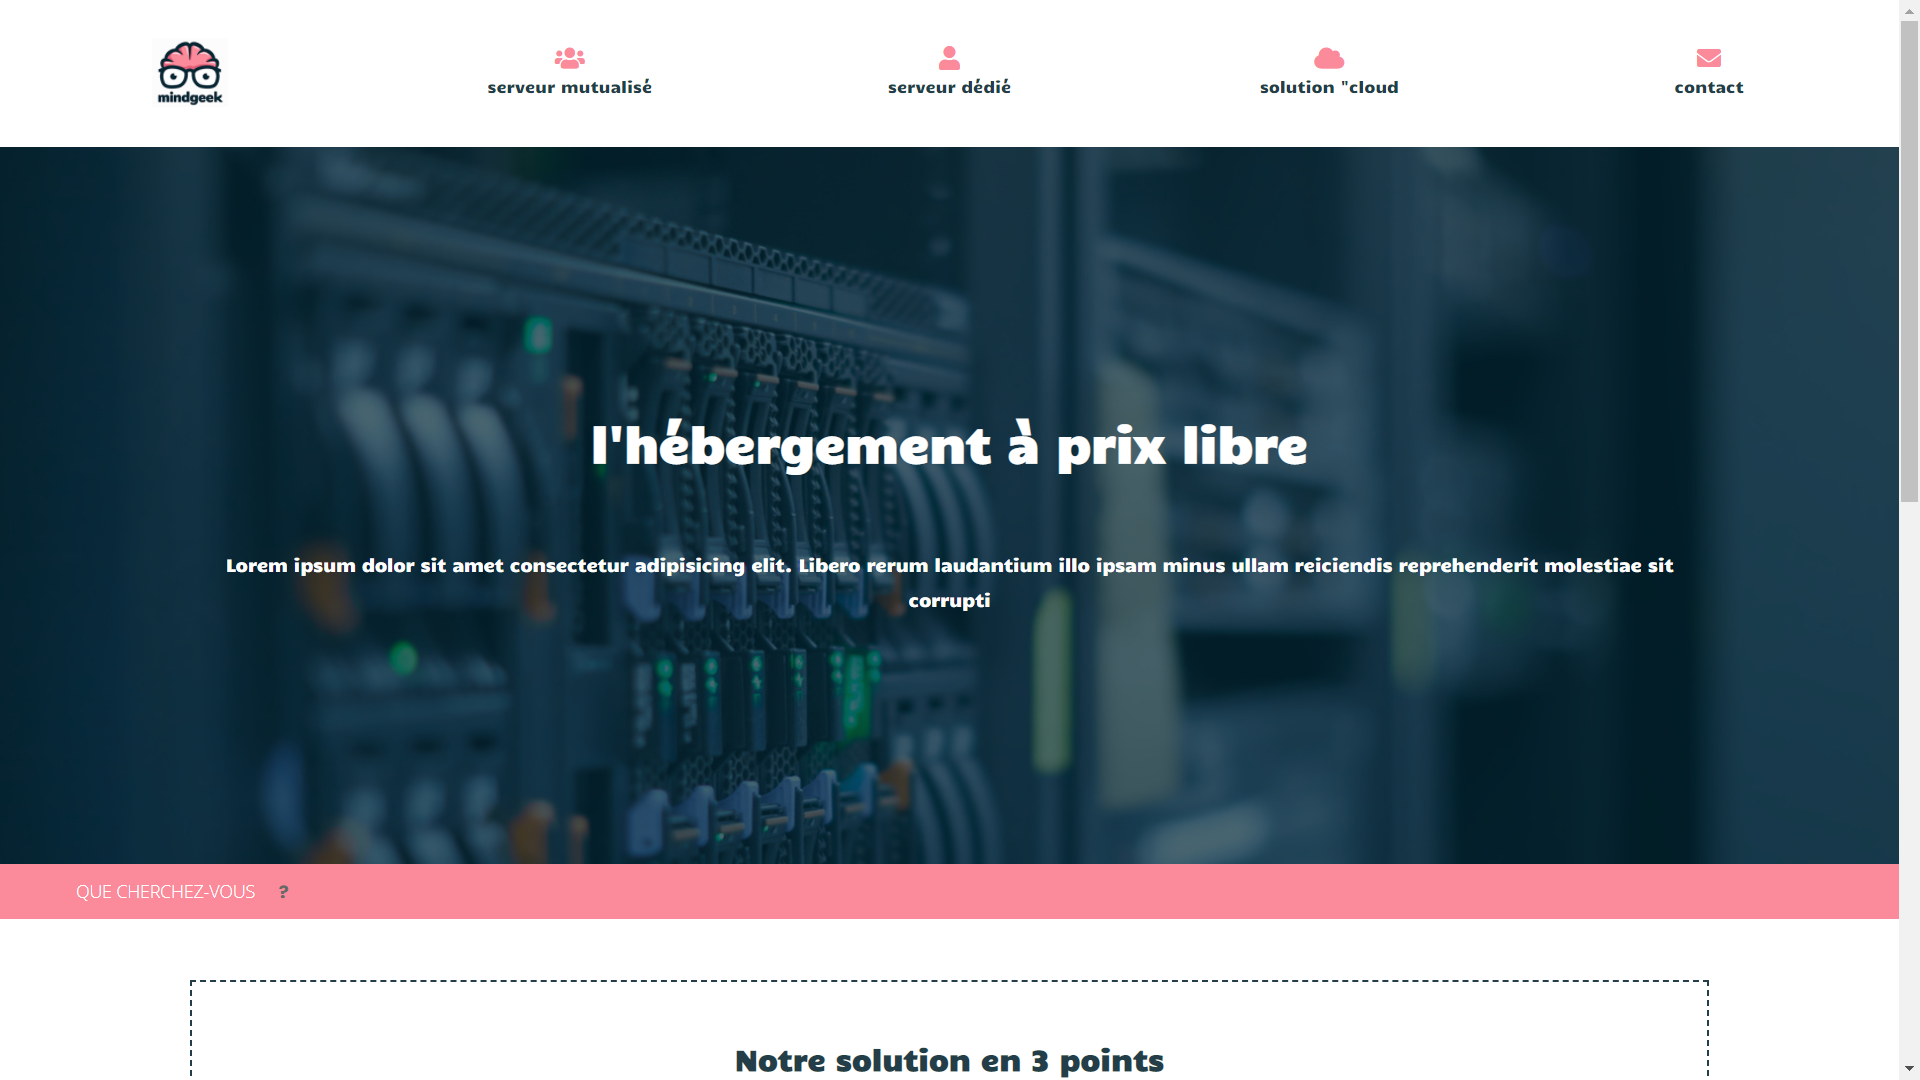 mindgeek
serveur mutualisé
serveur dédié
solution "cloud
contact
l'hébergement à prix libre
Lorem ipsum dolor sit amet consectetur adipisicing elit. Libero rerum laudantium illo ipsam minus ullam reiciendis reprehenderit molestiae sit
corrupti
QUE CHERCHEZ-VOUS ?
Notre solution en 3 points